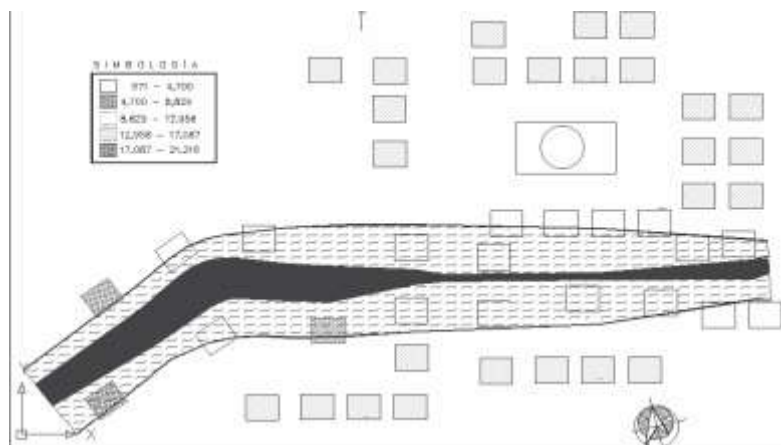 SIMBOLOGÍA
571 - 4,700
4,700 - 8,829
8,829 - 12,958
12,958 - 17,087
17,087 - 21,216
X